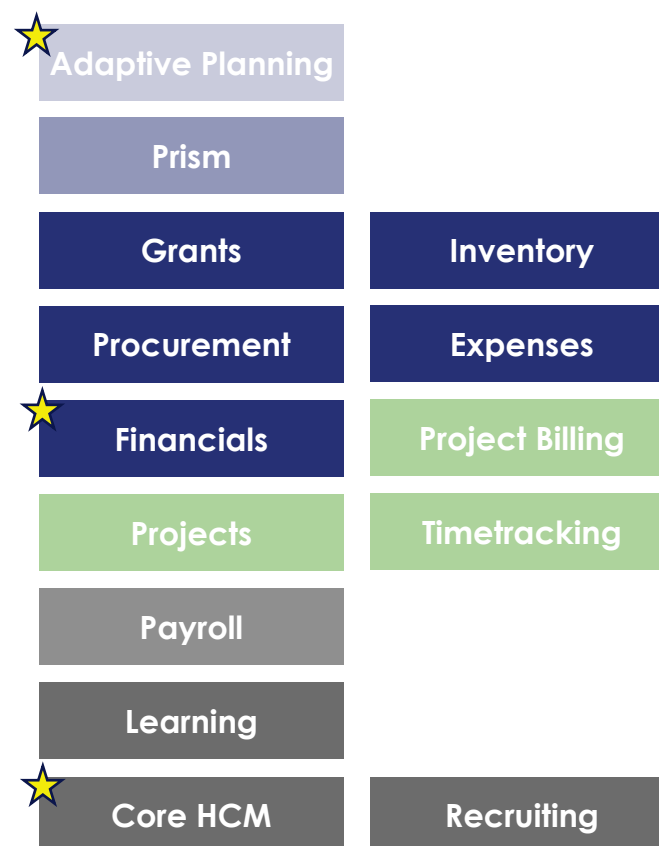 Adaptive Planning
Prism
Grants
Inventory
Procurement
Expenses
Financials
Project Billing
Projects
Timetracking
Payroll
Learning
Core HCM
Recruiting